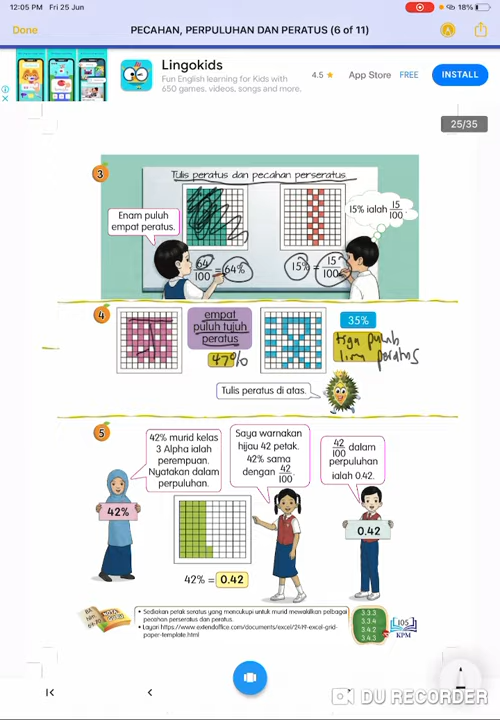 12:05 PM Fri 25 Jun
18%
Done
PECAHAN, PERPULUHAN DAN PERATUS (6 of 11)
Lingokids
Fun English learning for Kids with
650 games, videos, songs and more.
4.5 ★ App Store FREE
INSTALL
25/35
3
Tulis peratus dan pecahan perseratus.
Enam puluh
empat peratus.
64/100 = 64%
15% = 15/100
15% ialah 15/100.
4
empat
puluh tujuh
peratus
47%
35%
tiga puluh
lima peratus
Tulis peratus di atas.
5
42% murid kelas
3 Alpha ialah
perempuan.
Nyatakan dalam
perpuluhan.
42%
Saya warnakan
hijau 42 petak.
42% sama
dengan 42/100.
42/100 dalam
perpuluhan
ialah 0.42.
0.42
42% = 0.42
• Sediakan petak seratus yang mencukupi untuk murid mewakilkan pelbagai
pecahan perseratus dan peratus.
• Layari https://www.extendoffice.com/documents/excel/2419-excel-grid-
paper-template.html
3.3.3
3.3.4
3.4.2
3.4.3
105
KPM
DU RECORDER